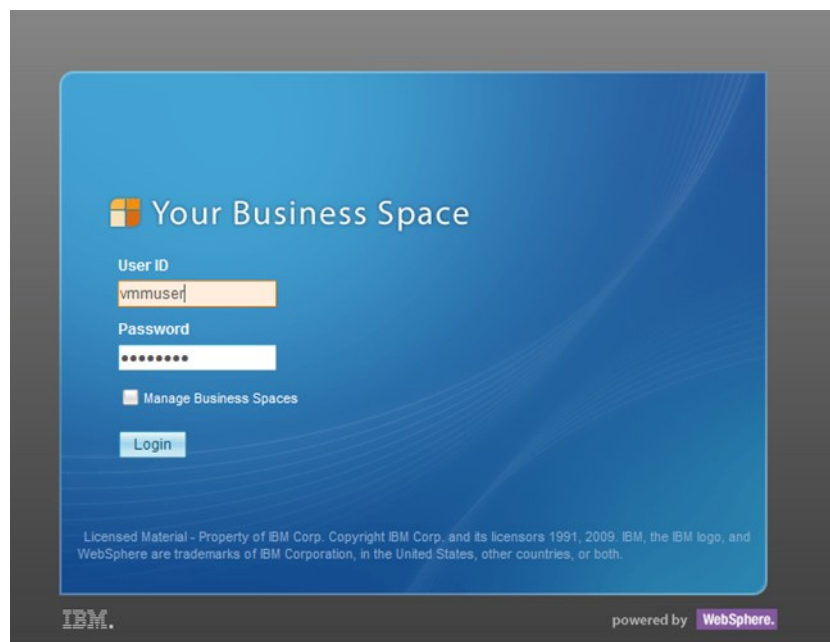 Your Business Space
User ID
vmmuser
Password
••••••••
Manage Business Spaces
Login
Licensed Material - Property of IBM Corp. Copyright IBM Corp. and its licensors 1991, 2009. IBM, the IBM logo, and
WebSphere are trademarks of IBM Corporation, in the United States, other countries, or both.
IBM.
powered by WebSphere.